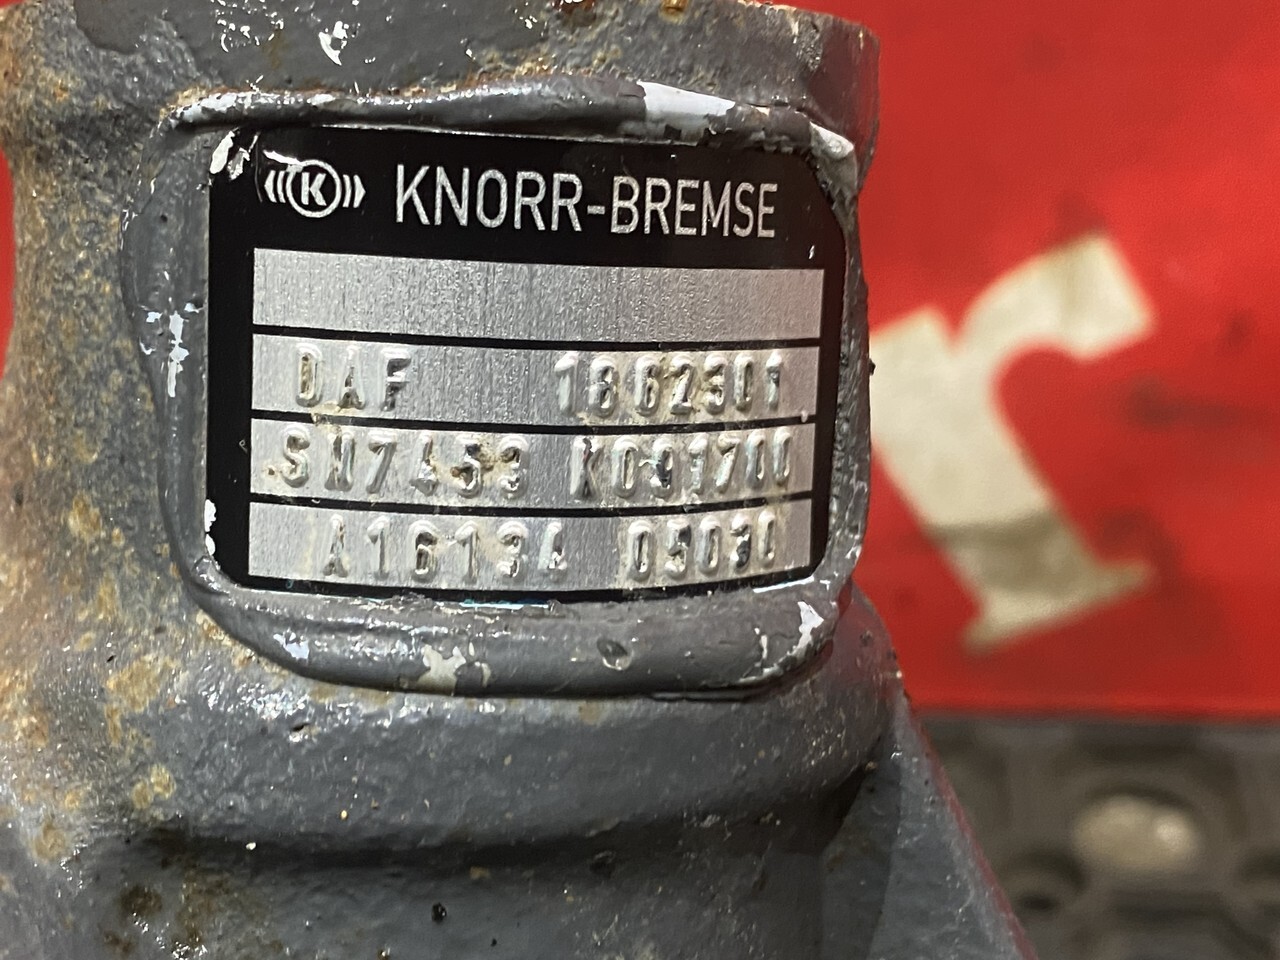 K KNORR-BREMSE
DAF 1862301
SN7453 K091700
A16134 05030
r